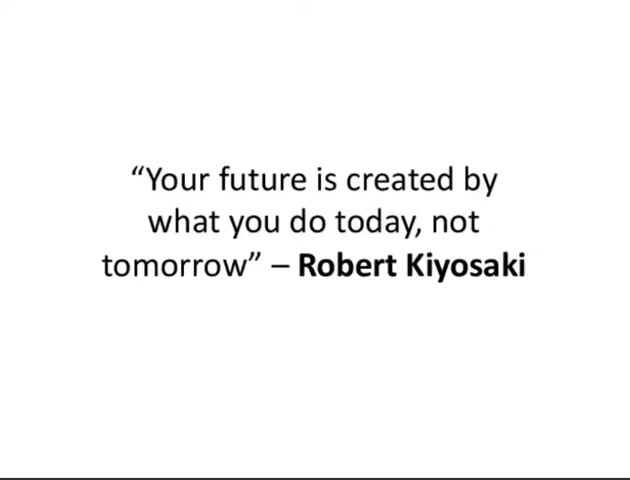 “Your future is created by
what you do today, not
tomorrow” – Robert Kiyosaki